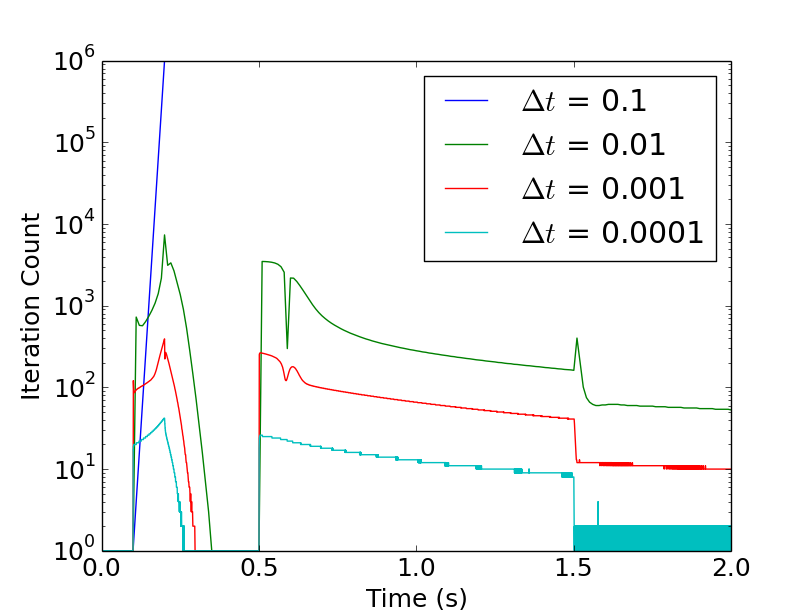 10^6
10^5
10^4
10^3
10^2
10^1
10^0
Iteration Count
Δt = 0.1
Δt = 0.01
Δt = 0.001
Δt = 0.0001
0.0 0.5 1.0 1.5 2.0
Time (s)